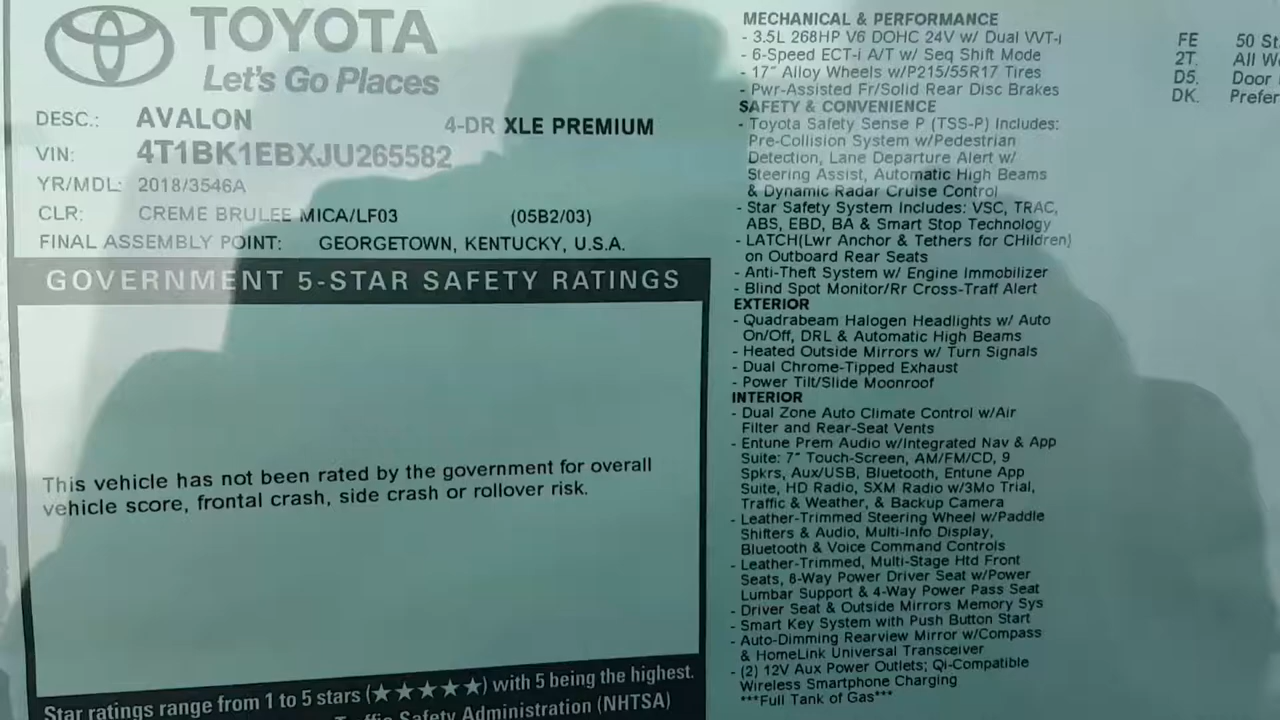 TOYOTA
Let's Go Places
DESC.: AVALON 4-DR XLE PREMIUM
VIN: 4T1BK1EBXJU265582
YR/MDL: 2018/3546A
CLR: CREME BRULEE MICA/LF03 (05B2/03)
FINAL ASSEMBLY POINT: GEORGETOWN, KENTUCKY, U.S.A.
GOVERNMENT 5-STAR SAFETY RATINGS
This vehicle has not been rated by the government for overall
vehicle score, frontal crash, side crash or rollover risk.
Star ratings range from 1 to 5 stars (★★★★★) with 5 being the highest.
Safety Administration (NHTSA)
MECHANICAL & PERFORMANCE
- 3.5L 268HP V6 DOHC 24V w/ Dual VVT-i
- 6-Speed ECT-i A/T w/ Seq Shift Mode
- 17" Alloy Wheels w/P215/55R17 Tires
- Pwr-Assisted Fr/Solid Rear Disc Brakes
SAFETY & CONVENIENCE
- Toyota Safety Sense P (TSS-P) Includes:
Pre-Collision System w/Pedestrian
Detection, Lane Departure Alert w/
Steering Assist, Automatic High Beams
& Dynamic Radar Cruise Control
- Star Safety System Includes: VSC, TRAC,
ABS, EBD, BA & Smart Stop Technology
- LATCH(Lwr Anchor & Tethers for CHildren)
on Outboard Rear Seats
- Anti-Theft System w/ Engine Immobilizer
- Blind Spot Monitor/Rr Cross-Traff Alert
EXTERIOR
- Quadrabeam Halogen Headlights w/ Auto
On/Off, DRL & Automatic High Beams
- Heated Outside Mirrors w/ Turn Signals
- Dual Chrome-Tipped Exhaust
- Power Tilt/Slide Moonroof
INTERIOR
- Dual Zone Auto Climate Control w/Air
Filter and Rear-Seat Vents
- Entune Prem Audio w/Integrated Nav & App
Suite: 7" Touch-Screen, AM/FM/CD, 9
Spkrs, Aux/USB, Bluetooth, Entune App
Suite, HD Radio, SXM Radio w/3Mo Trial,
Traffic & Weather, & Backup Camera
- Leather-Trimmed Steering Wheel w/Paddle
Shifters & Audio, Multi-Info Display,
Bluetooth & Voice Command Controls
- Leather-Trimmed, Multi-Stage Htd Front
Seats, 8-Way Power Driver Seat w/Power
Lumbar Support & 4-Way Power Pass Seat
- Driver Seat & Outside Mirrors Memory Sys
- Smart Key System with Push Button Start
- Auto-Dimming Rearview Mirror w/Compass
& HomeLink Universal Transceiver
- (2) 12V Aux Power Outlets; Qi-Compatible
Wireless Smartphone Charging
***Full Tank of Gas***
FE 50 St
2T. All W
D5. Door
DK. Prefer